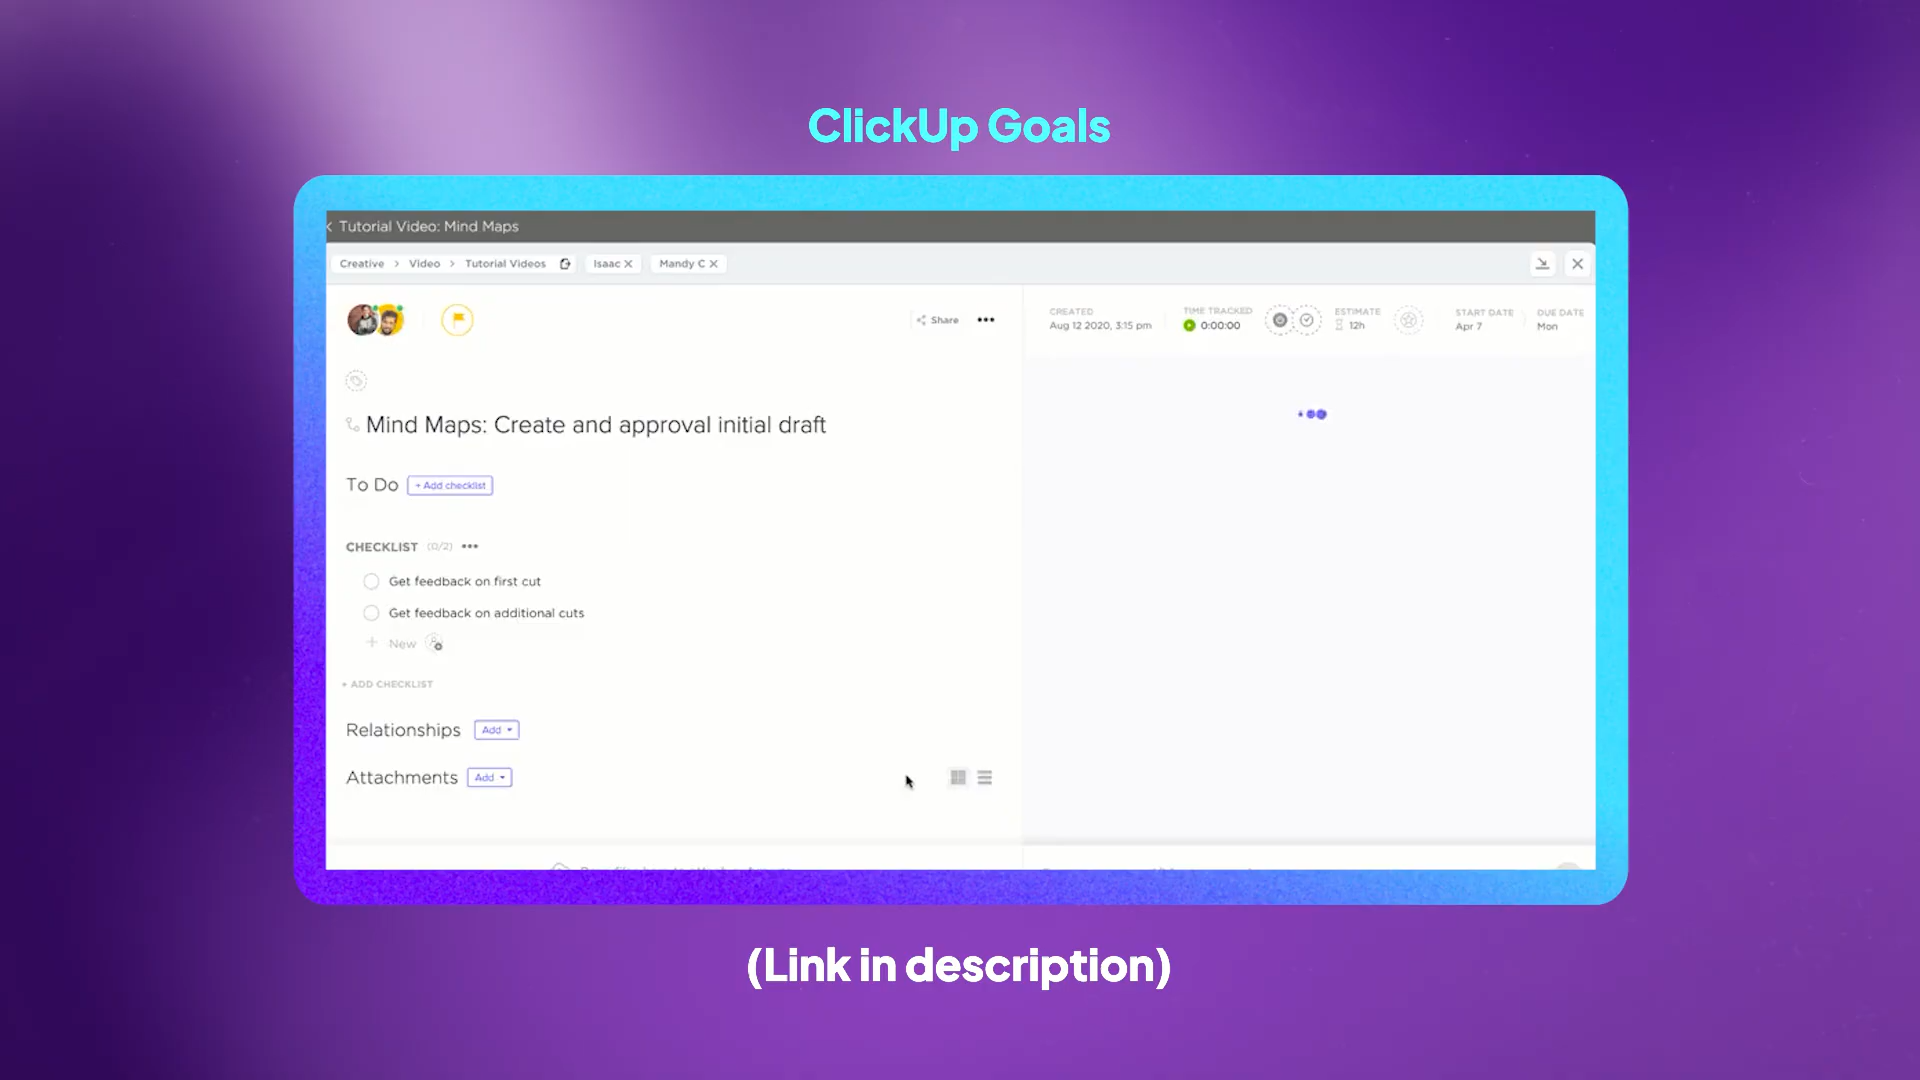 ClickUp Goals
Tutorial Video: Mind Maps
Creative > Video > Tutorial Videos Isaac X Mandy C X
Share
CREATED
Aug 12 2020, 3:15 pm
TIME TRACKED
0:00:00
ESTIMATE
12h
START DATE
Apr 7
DUE DATE
Mon
Mind Maps: Create and approval initial draft
To Do + Add checklist
CHECKLIST (0/2)
Get feedback on first cut
Get feedback on additional cuts
+ New
+ ADD CHECKLIST
Relationships Add
Attachments Add
(Link in description)